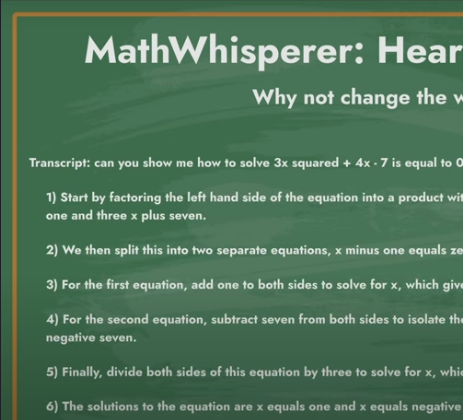 MathWhisperer: Hear
Why not change the w
Transcript: can you show me how to solve 3x squared + 4x - 7 is equal to 0
1) Start by factoring the left hand side of the equation into a product wit
one and three x plus seven.
2) We then split this into two separate equations, x minus one equals ze
3) For the first equation, add one to both sides to solve for x, which give
4) For the second equation, subtract seven from both sides to isolate the
negative seven.
5) Finally, divide both sides of this equation by three to solve for x, whic
6) The solutions to the equation are x equals one and x equals negative